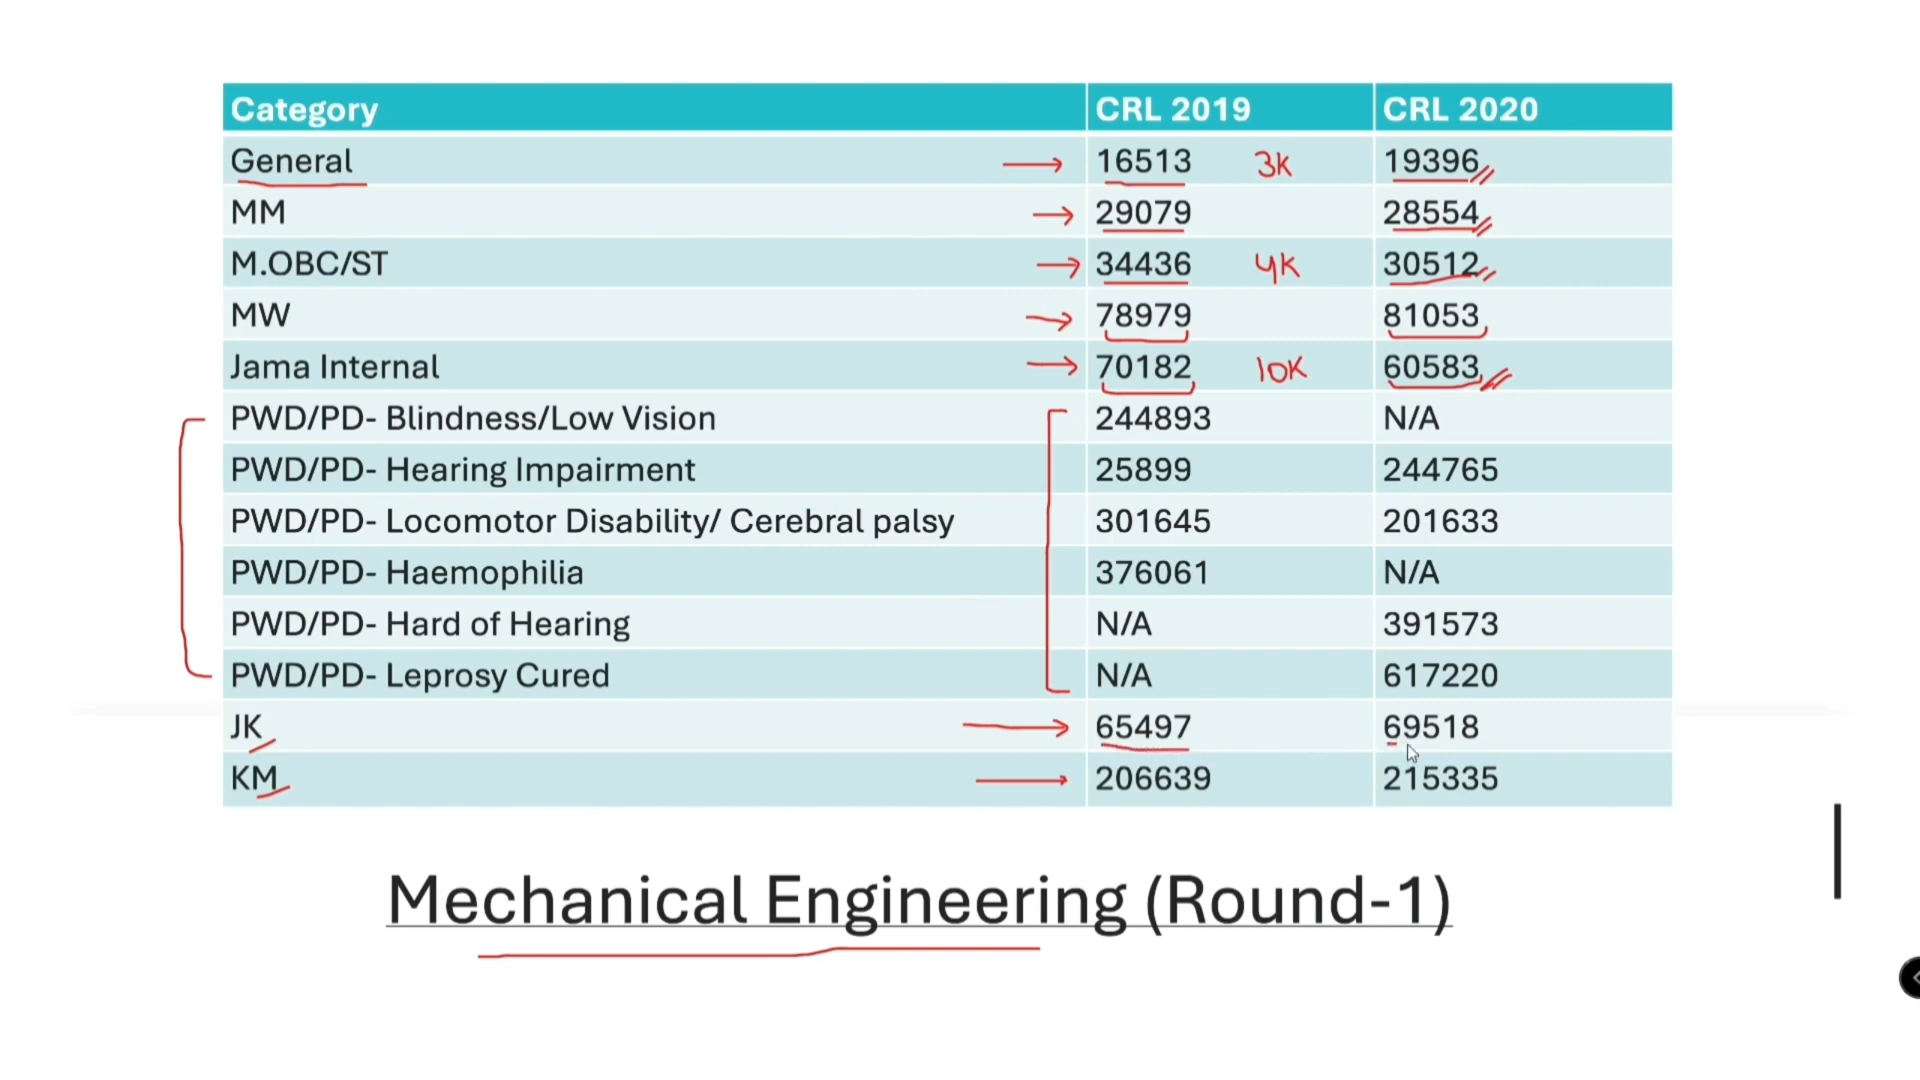 Category CRL 2019 CRL 2020
General 16513 3K 19396
MM 29079 28554
M.OBC/ST 34436 4K 30512
MW 78979 81053
Jama Internal 70182 10K 60583
PWD/PD- Blindness/Low Vision 244893 N/A
PWD/PD- Hearing Impairment 25899 244765
PWD/PD- Locomotor Disability/ Cerebral palsy 301645 201633
PWD/PD- Haemophilia 376061 N/A
PWD/PD- Hard of Hearing N/A 391573
PWD/PD- Leprosy Cured N/A 617220
JK 65497 69518
KM 206639 215335
Mechanical Engineering (Round-1)